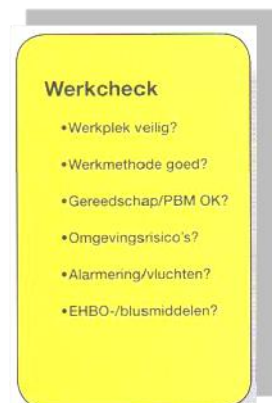 Werkcheck
•Werkplek veilig?
•Werkmethode goed?
•Gereedschap/PBM OK?
•Omgevingsrisico's?
•Alarmering/vluchten?
•EHBO-/blusmiddelen?